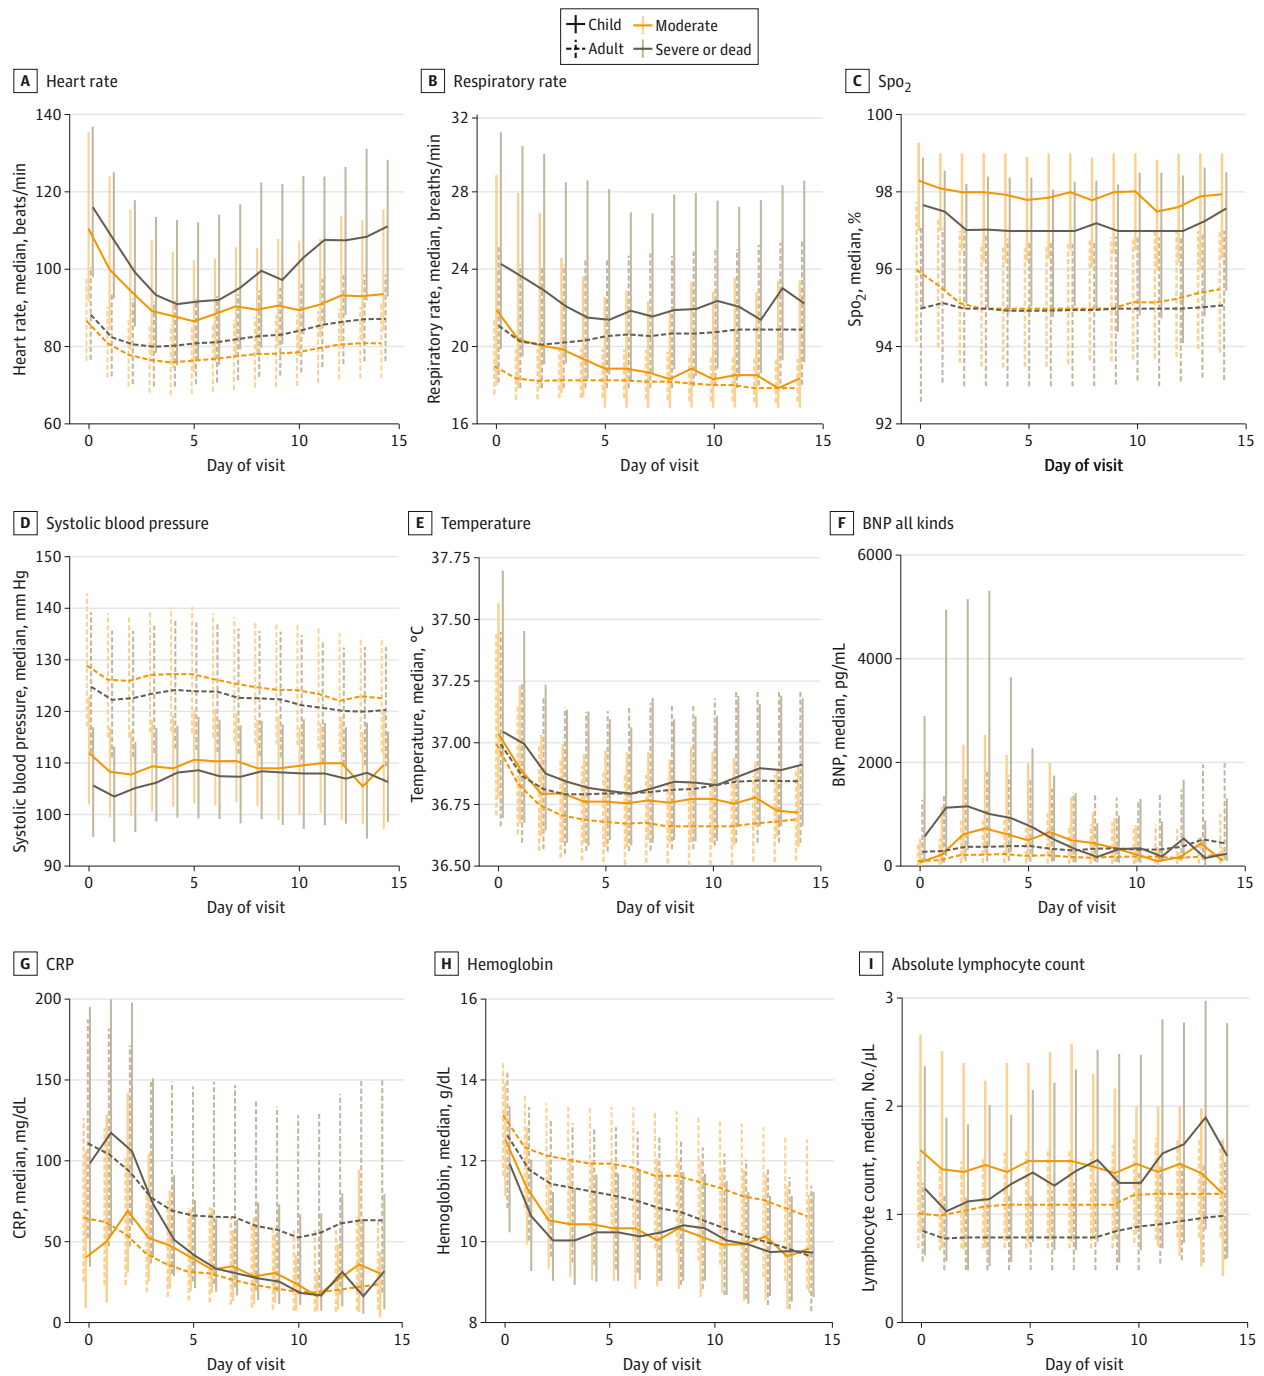 Child Moderate
Adult Severe or dead
A Heart rate
Heart rate, median, beats/min
140
120
100
80
60
0 5 10 15
Day of visit
B Respiratory rate
Respiratory rate, median, breaths/min
32
28
24
20
16
0 5 10 15
Day of visit
C Spo2
Spo2, median, %
100
98
96
94
92
0 5 10 15
Day of visit
D Systolic blood pressure
Systolic blood pressure, median, mm Hg
150
140
130
120
110
100
90
0 5 10 15
Day of visit
E Temperature
Temperature, median, °C
37.75
37.50
37.25
37.00
36.75
36.50
0 5 10 15
Day of visit
F BNP all kinds
BNP, median, pg/mL
6000
4000
2000
0
0 5 10 15
Day of visit
G CRP
CRP, median, mg/dL
200
150
100
50
0
0 5 10 15
Day of visit
H Hemoglobin
Hemoglobin, median, g/dL
16
14
12
10
8
0 5 10 15
Day of visit
I Absolute lymphocyte count
Lymphocyte count, median, No./μL
3
2
1
0
0 5 10 15
Day of visit